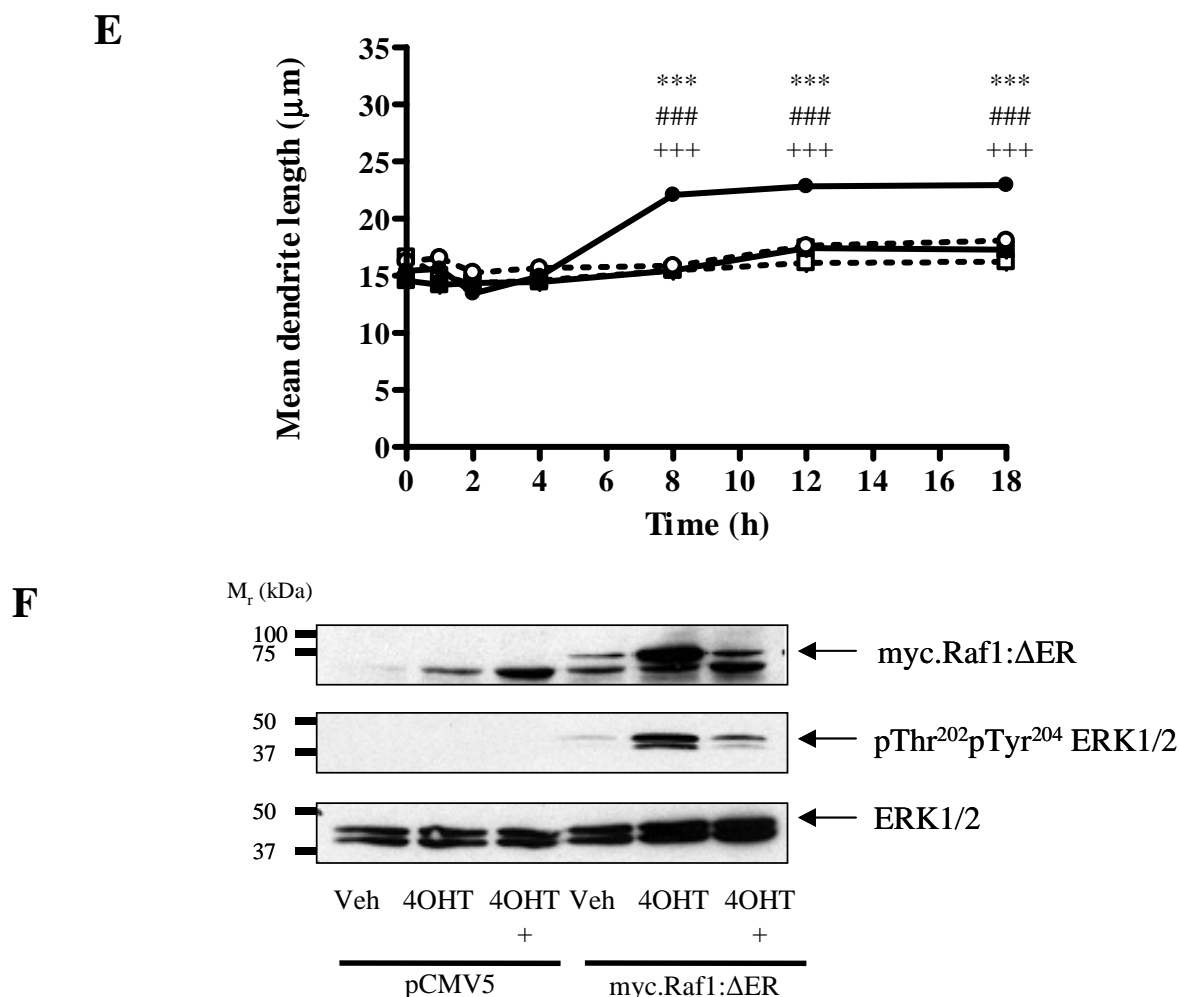 E
35
30
25
20
15
10
5
0
Mean dendrite length (μm)
*** *** ***
### ### ###
+++ +++ +++
0 2 4 6 8 10 12 14 16 18
Time (h)
F
Mr (kDa)
100
75
myc.Raf1:ΔER
50
37
pThr²⁰²pTyr²⁰⁴ ERK1/2
50
37
ERK1/2
Veh 4OHT 4OHT Veh 4OHT 4OHT
+ +
pCMV5 myc.Raf1:ΔER